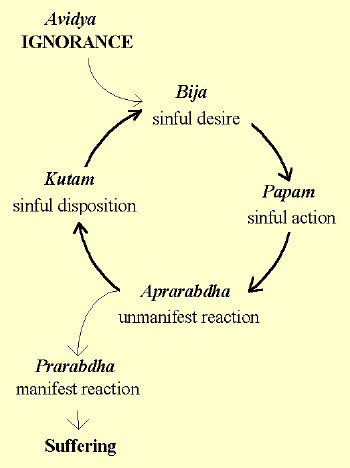 Avidya
IGNORANCE
Bija
sinful desire
Kutam
sinful disposition
Papam
sinful action
Aprarabdha
unmanifest reaction
Prarabdha
manifest reaction
Suffering